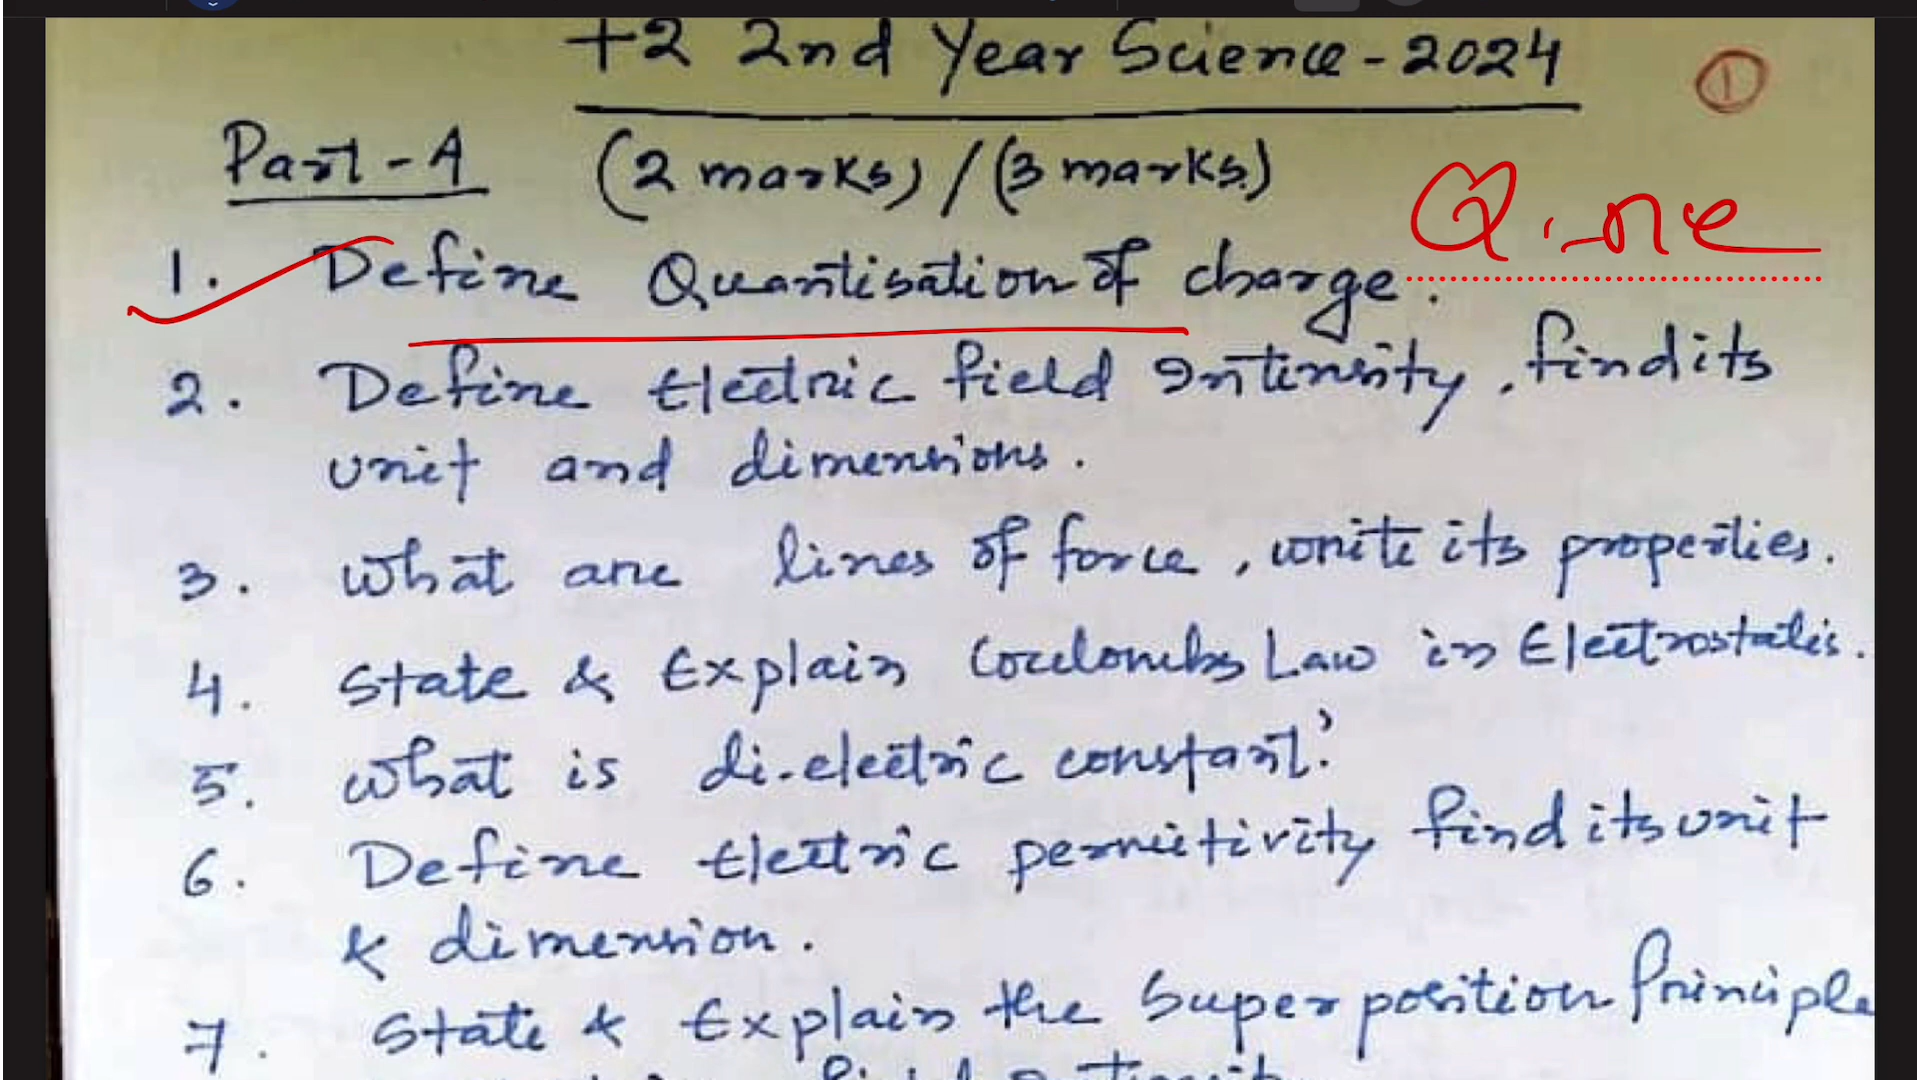 +2 2nd Year Science - 2024
1
Part - A (2 marks) / (3 marks)
Q. ne
1. Define Quantisation of charge.
2. Define Electric field Intensity, find its
unit and dimensions.
3. What are lines of force, write its properties.
4. State & Explain Coulombs Law in Electrostatis.
5. What is di-electric constant?
6. Define Electric permitivity find its unit
& dimension.
7. State & Explain the Superposition Principle